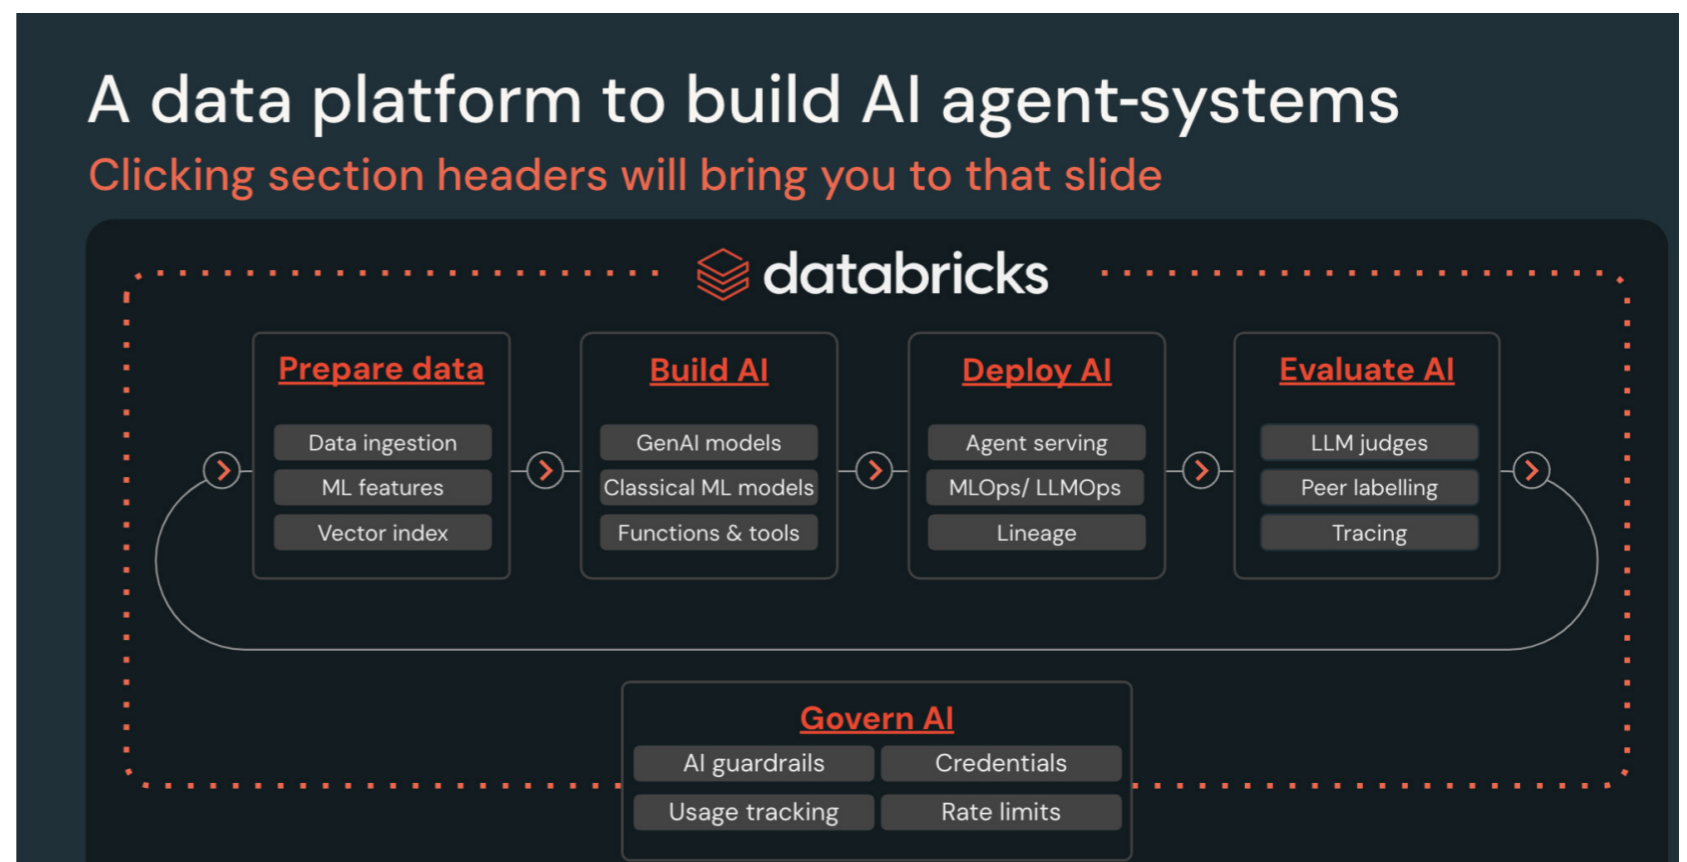 A data platform to build AI agent-systems
Clicking section headers will bring you to that slide
databricks
Prepare data
Data ingestion
ML features
Vector index
Build AI
GenAI models
Classical ML models
Functions & tools
Deploy AI
Agent serving
MLOps/ LLMOps
Lineage
Evaluate AI
LLM judges
Peer labelling
Tracing
Govern AI
AI guardrails
Credentials
Usage tracking
Rate limits